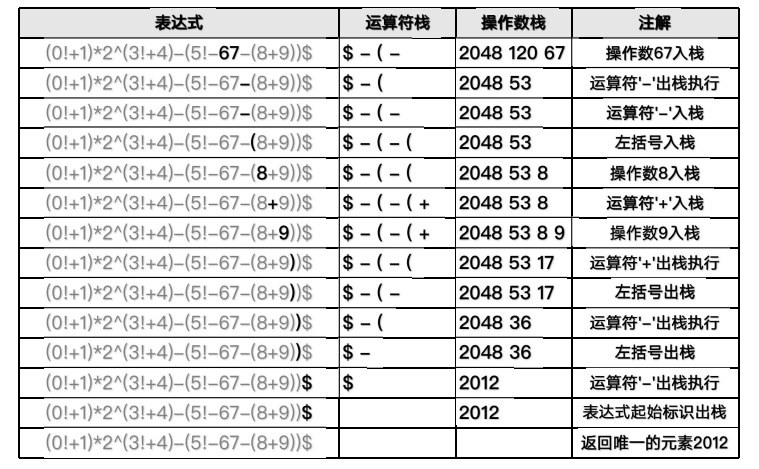 表达式 运算符栈 操作数栈 注解
(0!+1)*2^(3!+4)−(5!−67−(8+9))$ $ − ( − 2048 120 67 操作数67入栈
(0!+1)*2^(3!+4)−(5!−67−(8+9))$ $ − ( 2048 53 运算符'−'出栈执行
(0!+1)*2^(3!+4)−(5!−67−(8+9))$ $ − ( − 2048 53 运算符'−'入栈
(0!+1)*2^(3!+4)−(5!−67−(8+9))$ $ − ( − ( 2048 53 左括号入栈
(0!+1)*2^(3!+4)−(5!−67−(8+9))$ $ − ( − ( 2048 53 8 操作数8入栈
(0!+1)*2^(3!+4)−(5!−67−(8+9))$ $ − ( − ( + 2048 53 8 运算符'+'入栈
(0!+1)*2^(3!+4)−(5!−67−(8+9))$ $ − ( − ( + 2048 53 8 9 操作数9入栈
(0!+1)*2^(3!+4)−(5!−67−(8+9))$ $ − ( − ( 2048 53 17 运算符'+'出栈执行
(0!+1)*2^(3!+4)−(5!−67−(8+9))$ $ − ( − 2048 53 17 左括号出栈
(0!+1)*2^(3!+4)−(5!−67−(8+9))$ $ − ( 2048 36 运算符'−'出栈执行
(0!+1)*2^(3!+4)−(5!−67−(8+9))$ $ − 2048 36 左括号出栈
(0!+1)*2^(3!+4)−(5!−67−(8+9))$ $ 2012 运算符'−'出栈执行
(0!+1)*2^(3!+4)−(5!−67−(8+9))$ 2012 表达式起始标识出栈
(0!+1)*2^(3!+4)−(5!−67−(8+9))$ 返回唯一的元素2012